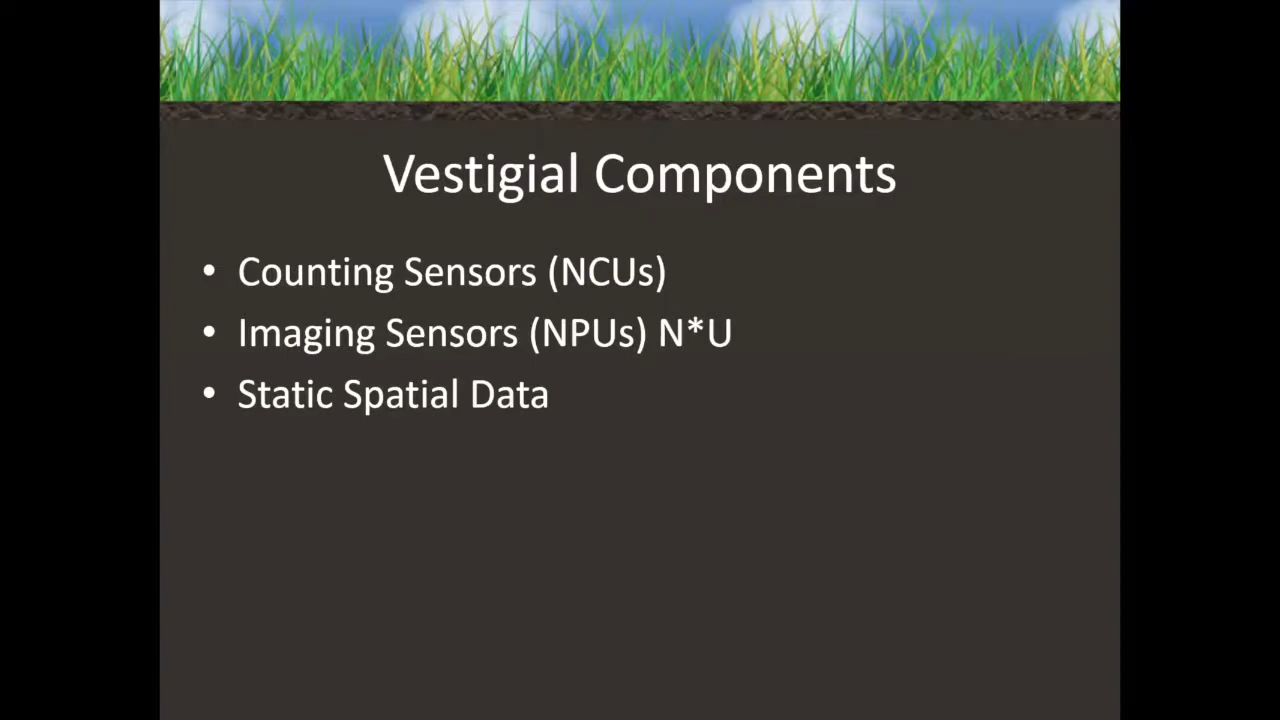 Vestigial Components
• Counting Sensors (NCUs)
• Imaging Sensors (NPUs) N*U
• Static Spatial Data